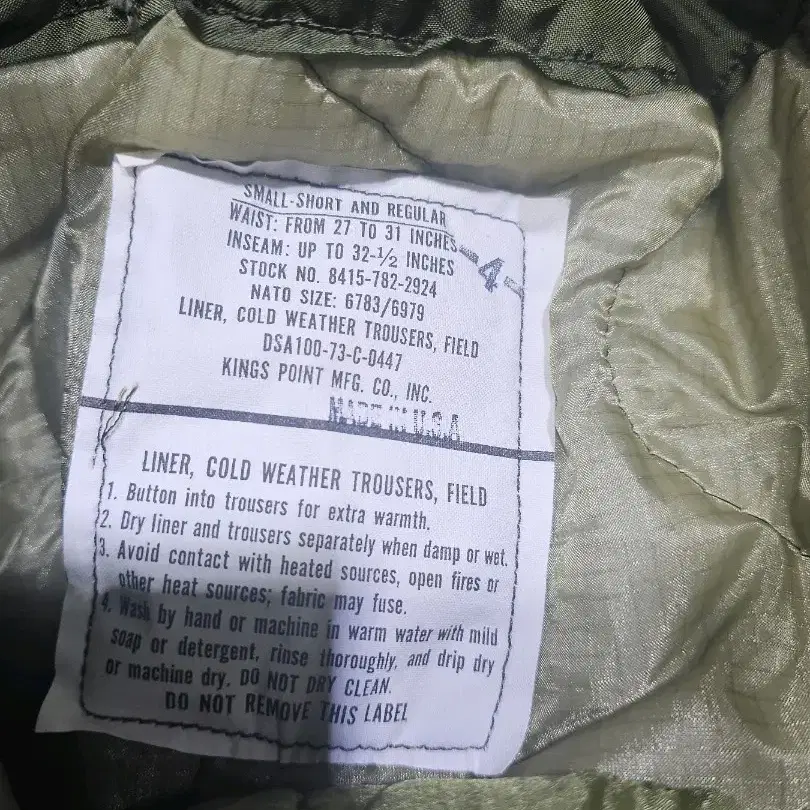 SMALL-SHORT AND REGULAR
WAIST: FROM 27 TO 31 INCHES
INSEAM: UP TO 32-1/2 INCHES
-4-
STOCK NO. 8415-782-2924
NATO SIZE: 6783/6979
LINER, COLD WEATHER TROUSERS, FIELD
DSA100-73-C-0447
KINGS POINT MFG. CO., INC.
MADE IN U.S.A
LINER, COLD WEATHER TROUSERS, FIELD
1. Button into trousers for extra warmth.
2. Dry liner and trousers separately when damp or wet.
3. Avoid contact with heated sources, open fires or
other heat sources; fabric may fuse.
4. Wash by hand or machine in warm water with mild
soap or detergent, rinse thoroughly, and drip dry
or machine dry. DO NOT DRY CLEAN.
DO NOT REMOVE THIS LABEL